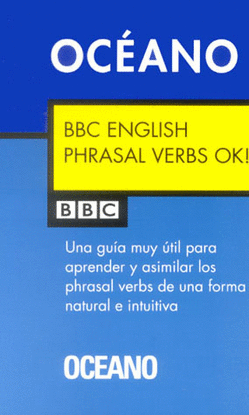 OCÉANO
BBC ENGLISH
PHRASAL VERBS OK!
BBC
Una guía muy útil para
aprender y asimilar los
phrasal verbs de una forma
natural e intuitiva
OCEANO